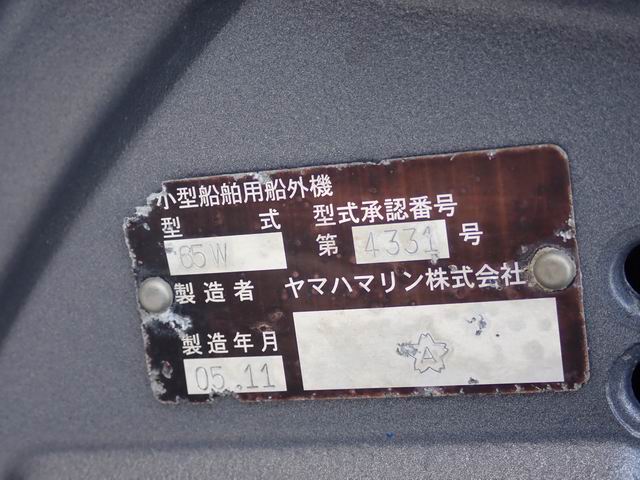 小型船舶用船外機
型式 型式承認番号
65W 第 4331 号
製造者 ヤマハマリン株式会社
製造年月
05.11 A